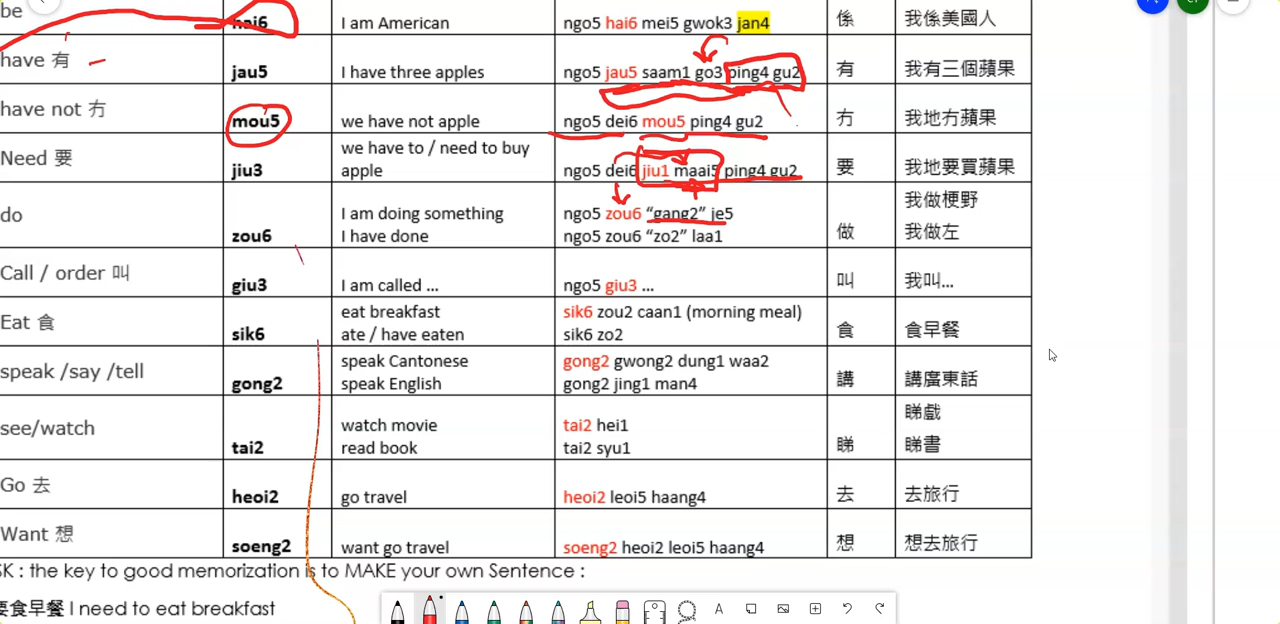 be
hai6
I am American
ngo5 hai6 mei5 gwok3 jan4
係
我係美國人
have 有
jau5
I have three apples
ngo5 jau5 saam1 go3 ping4 gu2
有
我有三個蘋果
have not 冇
mou5
we have not apple
ngo5 dei6 mou5 ping4 gu2
冇
我地冇蘋果
Need 要
jiu3
we have to / need to buy
apple
ngo5 dei6 jiu1 maai5 ping4 gu2
要
我地要買蘋果
do
zou6
I am doing something
I have done
ngo5 zou6 “gang2” je5
ngo5 zou6 “zo2” laa1
做
我做梗野
我做左
Call / order 叫
giu3
I am called ...
ngo5 giu3 ...
叫
我叫...
Eat 食
sik6
eat breakfast
ate / have eaten
sik6 zou2 caan1 (morning meal)
sik6 zo2
食
食早餐
speak /say /tell
gong2
speak Cantonese
speak English
gong2 gwong2 dung1 waa2
gong2 jing1 man4
講
講廣東話
see/watch
tai2
watch movie
read book
tai2 hei1
tai2 syu1
睇
睇戲
睇書
Go 去
heoi2
go travel
heoi2 leoi5 haang4
去
去旅行
Want 想
soeng2
want go travel
soeng2 heoi2 leoi5 haang4
想
想去旅行
SK : the key to good memorization is to MAKE your own Sentence :
要食早餐 I need to eat breakfast
A